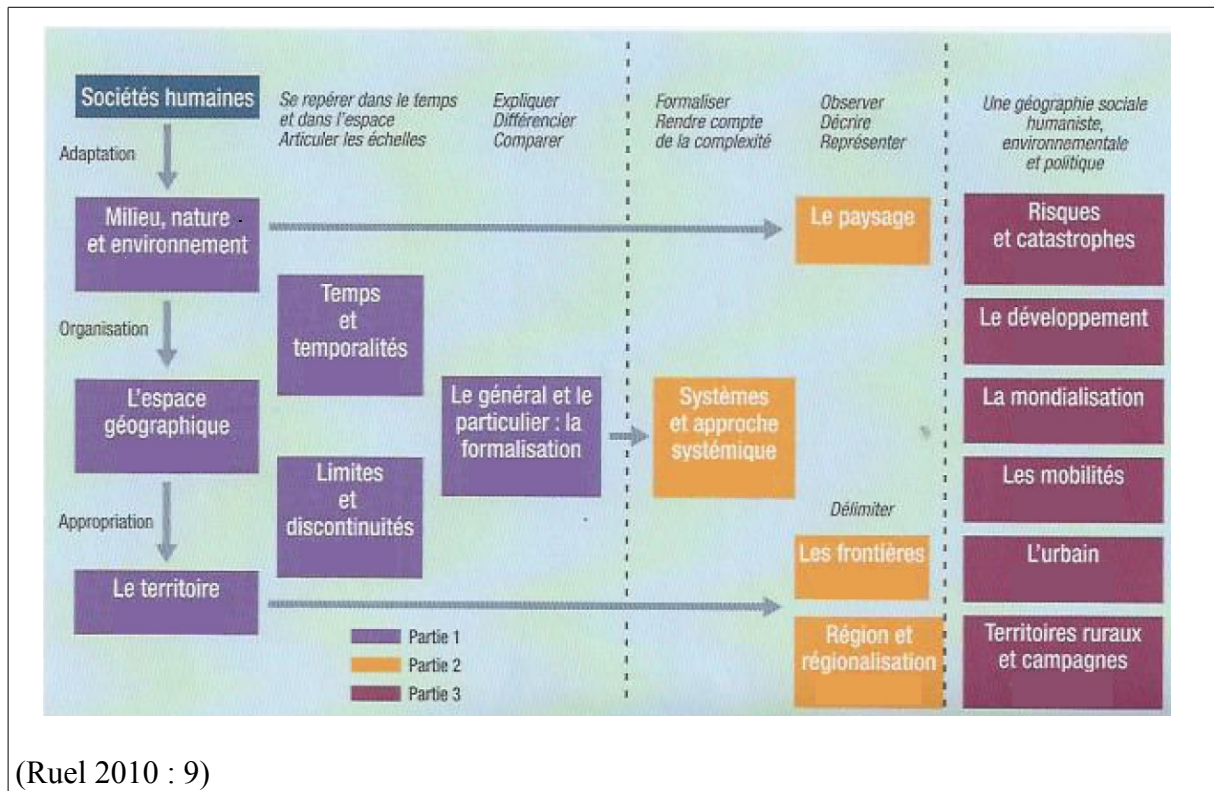 Sociétés humaines
Se repérer dans le temps
et dans l'espace
Articuler les échelles
Expliquer
Différencier
Comparer
Formaliser
Rendre compte
de la complexité
Observer
Décrire
Représenter
Une géographie sociale
humaniste,
environnementale
et politique
Adaptation
Milieu, nature
et environnement
Le paysage
Risques
et catastrophes
Organisation
Temps
et
temporalités
Le développement
L'espace
géographique
Le général et le
particulier : la
formalisation
Systèmes
et approche
systémique
La mondialisation
Limites
et
discontinuités
Les mobilités
Appropriation
Délimiter
Les frontières
L'urbain
Le territoire
Région et
régionalisation
Territoires ruraux
et campagnes
Partie 1
Partie 2
Partie 3
(Ruel 2010 : 9)